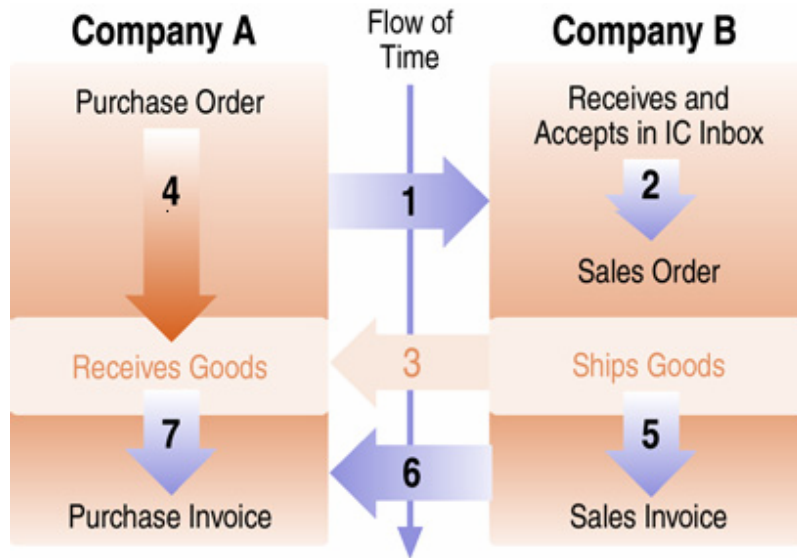 Company A
Flow of
Time
Company B
Purchase Order
Receives and
Accepts in IC Inbox
4
1
2
Sales Order
Receives Goods
3
Ships Goods
7
6
5
Purchase Invoice
Sales Invoice